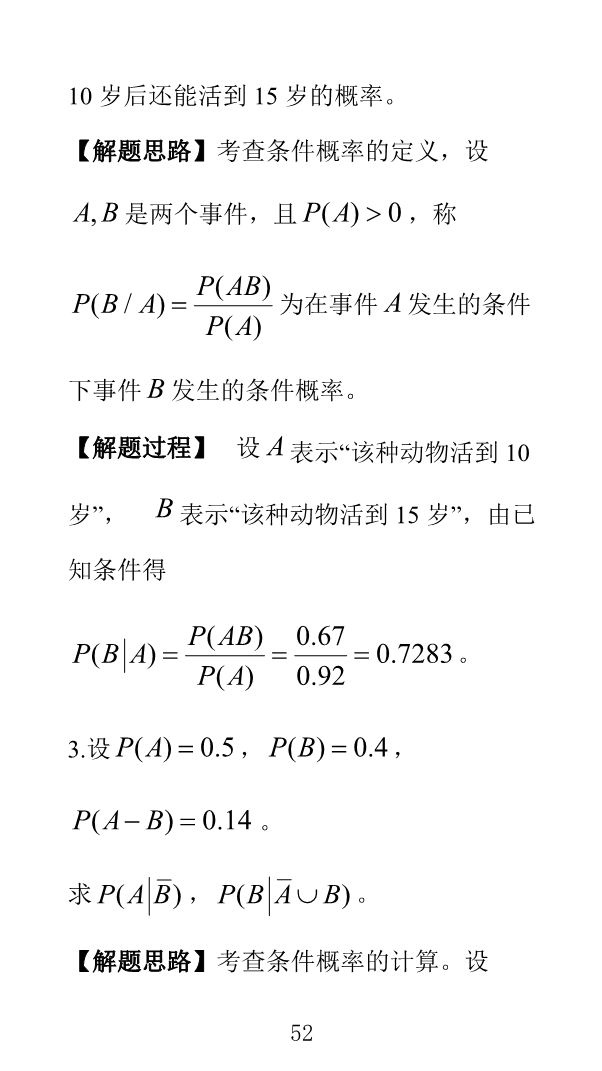 10 岁后还能活到 15 岁的概率。
【解题思路】考查条件概率的定义，设
A, B 是两个事件，且 P(A) > 0，称
P(B / A) = P(AB) / P(A) 为在事件 A 发生的条件
下事件 B 发生的条件概率。
【解题过程】 设 A 表示“该种动物活到 10
岁”， B 表示“该种动物活到 15 岁”，由已
知条件得
P(B|A) = P(AB) / P(A) = 0.67 / 0.92 = 0.7283。
3.设 P(A) = 0.5， P(B) = 0.4，
P(A − B) = 0.14 。
求 P(A|B̅)， P(B|A̅ ∪ B)。
【解题思路】考查条件概率的计算。设
52